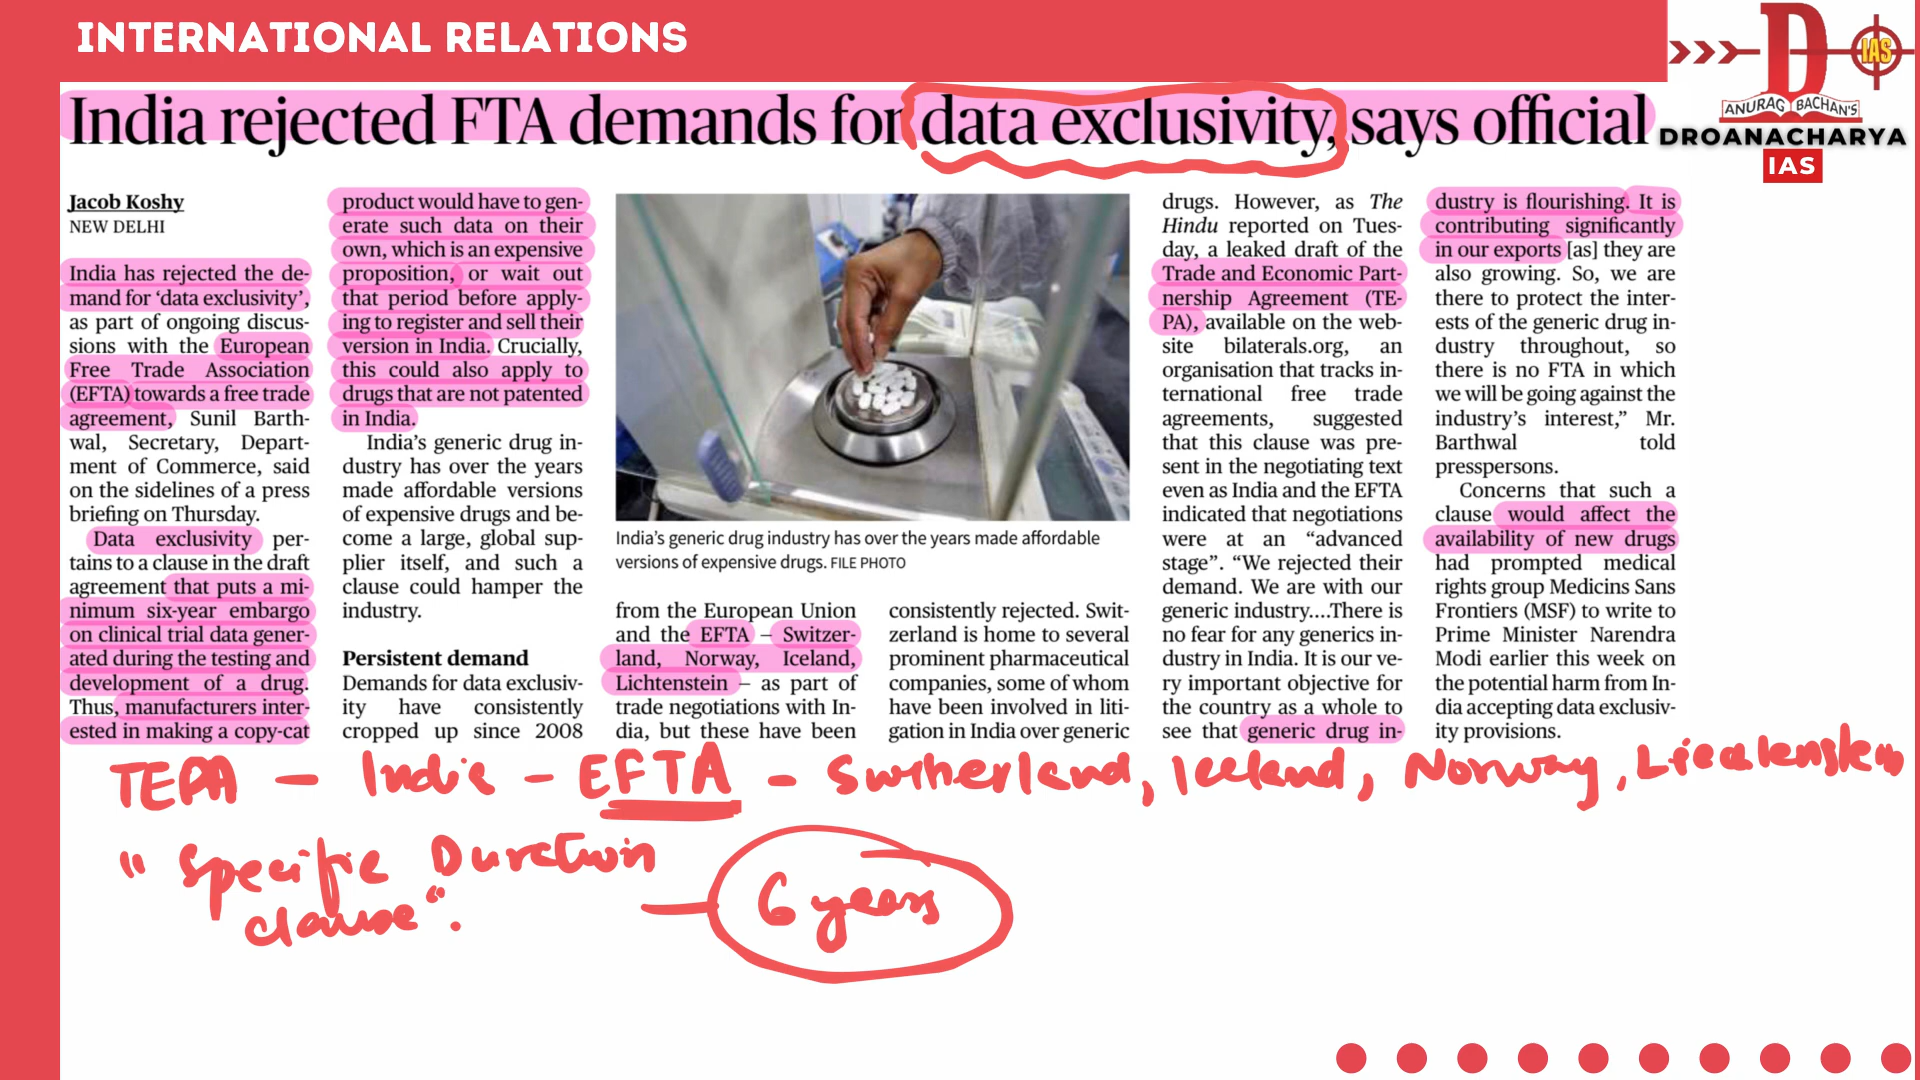 INTERNATIONAL RELATIONS
IAS
ANURAG BACHAN'S
DROANACHARYA
IAS
India rejected FTA demands for data exclusivity, says official
Jacob Koshy
NEW DELHI
India has rejected the de-
mand for ‘data exclusivity’,
as part of ongoing discus-
sions with the European
Free Trade Association
(EFTA) towards a free trade
agreement, Sunil Barth-
wal, Secretary, Depart-
ment of Commerce, said
on the sidelines of a press
briefing on Thursday.
Data exclusivity per-
tains to a clause in the draft
agreement that puts a mi-
nimum six-year embargo
on clinical trial data gener-
ated during the testing and
development of a drug.
Thus, manufacturers inter-
ested in making a copy-cat
product would have to gen-
erate such data on their
own, which is an expensive
proposition, or wait out
that period before apply-
ing to register and sell their
version in India. Crucially,
this could also apply to
drugs that are not patented
in India.
India’s generic drug in-
dustry has over the years
made affordable versions
of expensive drugs and be-
come a large, global sup-
plier itself, and such a
clause could hamper the
industry.
Persistent demand
Demands for data exclusiv-
ity have consistently
cropped up since 2008
India’s generic drug industry has over the years made affordable
versions of expensive drugs. FILE PHOTO
from the European Union
and the EFTA – Switzer-
land, Norway, Iceland,
Lichtenstein – as part of
trade negotiations with In-
dia, but these have been
consistently rejected. Swit-
zerland is home to several
prominent pharmaceutical
companies, some of whom
have been involved in liti-
gation in India over generic
drugs. However, as The
Hindu reported on Tues-
day, a leaked draft of the
Trade and Economic Part-
nership Agreement (TE-
PA), available on the web-
site bilaterals.org, an
organisation that tracks in-
ternational free trade
agreements, suggested
that this clause was pre-
sent in the negotiating text
even as India and the EFTA
indicated that negotiations
were at an “advanced
stage”. “We rejected their
demand. We are with our
generic industry....There is
no fear for any generics in-
dustry in India. It is our ve-
ry important objective for
the country as a whole to
see that generic drug in-
dustry is flourishing. It is
contributing significantly
in our exports [as] they are
also growing. So, we are
there to protect the inter-
ests of the generic drug in-
dustry throughout, so
there is no FTA in which
we will be going against the
industry’s interest,” Mr.
Barthwal told
presspersons.
Concerns that such a
clause would affect the
availability of new drugs
had prompted medical
rights group Medicins Sans
Frontiers (MSF) to write to
Prime Minister Narendra
Modi earlier this week on
the potential harm from In-
dia accepting data exclusiv-
ity provisions.
TEPA – India – EFTA – Switherland, Iceland, Norway, Liecalenslein
"Specific Duration
clause". – 6 years